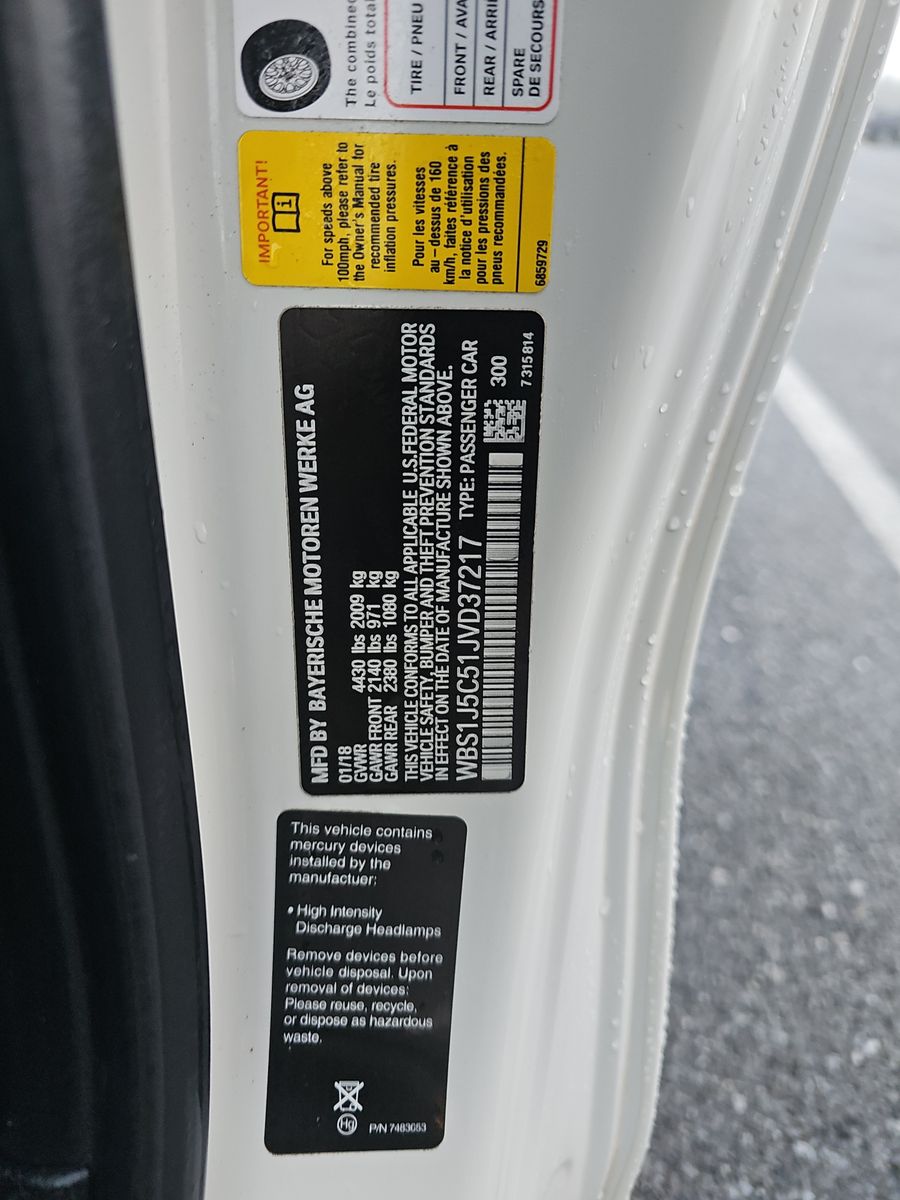 The combined
Le poids total
TIRE / PNEU
FRONT / AVA
REAR / ARRI
SPARE
DE SECOURS
IMPORTANT!
i
For speeds above
100mph, please refer to
the Owner's Manual for
recommended tire
inflation pressures.
Pour les vitesses
au-dessus de 160
km/h, faites référence à
la notice d'utilisation
pour les pressions des
pneus recommandées.
6859729
MFD BY BAYERISCHE MOTOREN WERKE AG
01/18
GVWR 4430 lbs 2009 kg
GAWR FRONT 2140 lbs 971 kg
GAWR REAR 2380 lbs 1080 kg
THIS VEHICLE CONFORMS TO ALL APPLICABLE U.S.FEDERAL MOTOR
VEHICLE SAFETY, BUMPER AND THEFT PREVENTION STANDARDS
IN EFFECT ON THE DATE OF MANUFACTURE SHOWN ABOVE.
WBS1J5C51JVD37217 TYPE: PASSENGER CAR
300
7 315 814
This vehicle contains
mercury devices
installed by the
manufactuer:
• High Intensity
Discharge Headlamps
Remove devices before
vehicle disposal. Upon
removal of devices:
Please reuse, recycle,
or dispose as hazardous
waste.
Hg
P/N 7483053